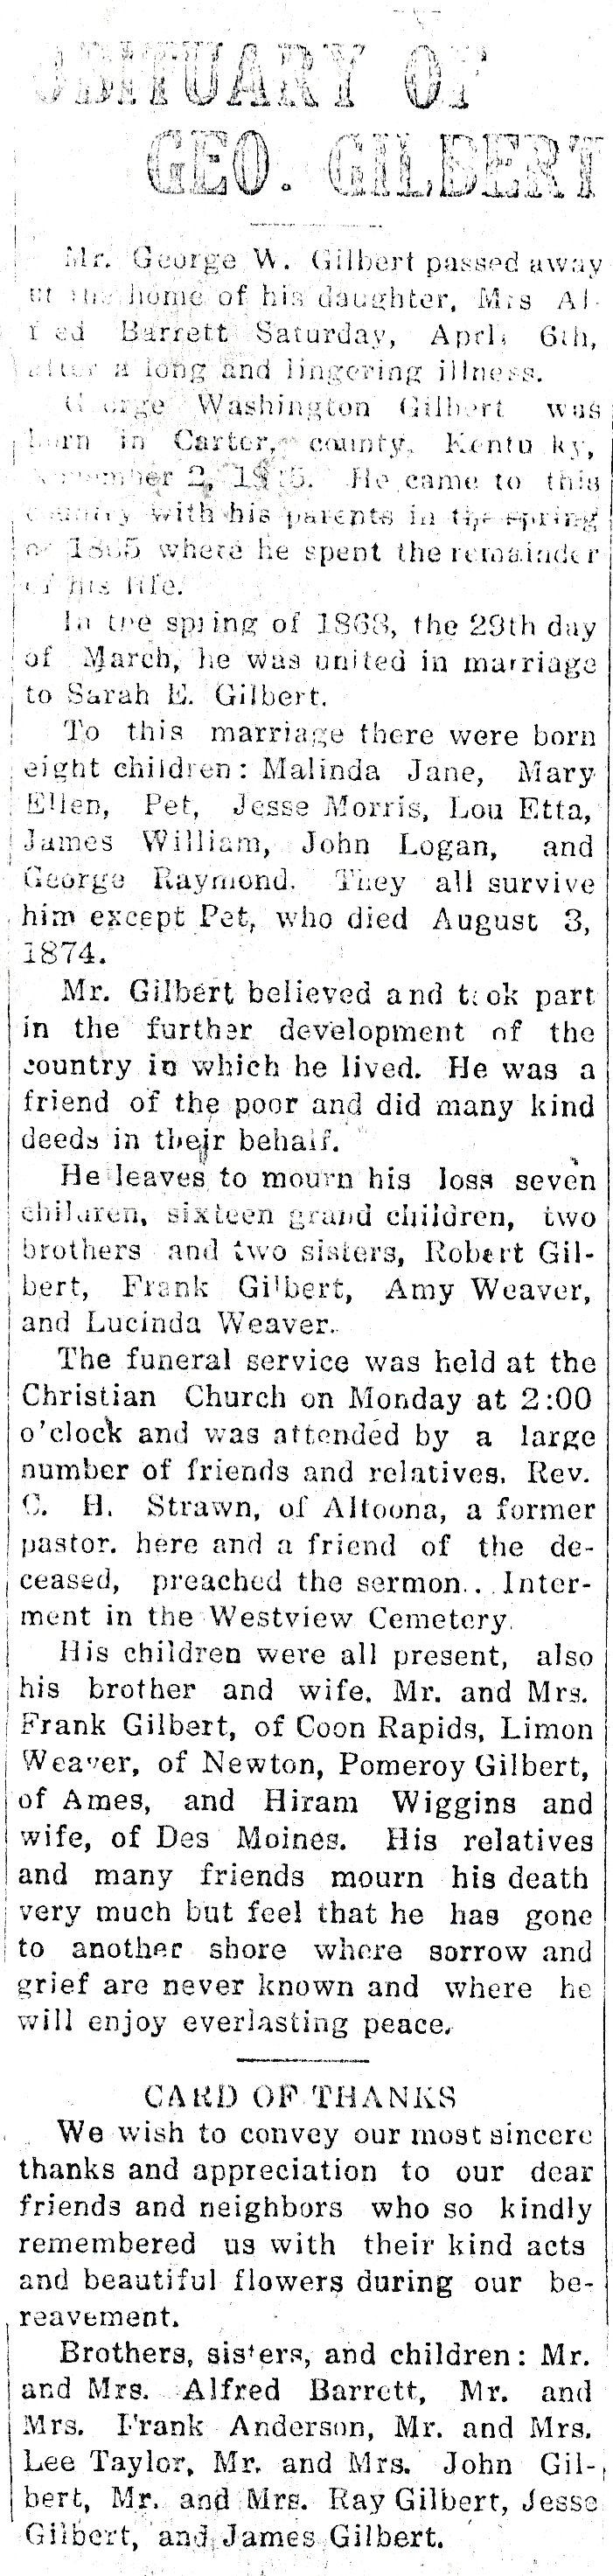 OBITUARY OF
GEO. GILBERT
Mr. George W. Gilbert passed away
at the home of his daughter, Mrs Al-
fred Barrett Saturday, April 6th,
after a long and lingering illness.
George Washington Gilbert was
born in Carter, county, Kentu ky,
2, He came to this
country with his parents in the spring
of 1865 where he spent the remainder
of his life.
In the spring of 1868, the 29th day
of March, he was united in marriage
to Sarah E. Gilbert.
To this marriage there were born
eight children: Malinda Jane, Mary
Ellen, Pet, Jesse Morris, Lou Etta,
James William, John Logan, and
George Raymond. They all survive
him except Pet, who died August 3,
1874.
Mr. Gilbert believed and took part
in the further development of the
country in which he lived. He was a
friend of the poor and did many kind
deeds in their behalf.
He leaves to mourn his loss seven
children, sixteen grand children, two
brothers and two sisters, Robert Gil-
bert, Frank Gilbert, Amy Weaver,
and Lucinda Weaver.
The funeral service was held at the
Christian Church on Monday at 2:00
o'clock and was attended by a large
number of friends and relatives. Rev.
C. H. Strawn, of Altoona, a former
pastor. here and a friend of the de-
ceased, preached the sermon. . Inter-
ment in the Westview Cemetery.
His children were all present, also
his brother and wife. Mr. and Mrs.
Frank Gilbert, of Coon Rapids, Limon
Weaver, of Newton, Pomeroy Gilbert,
of Ames, and Hiram Wiggins and
wife, of Des Moines. His relatives
and many friends mourn his death
very much but feel that he has gone
to another shore where sorrow and
grief are never known and where he
will enjoy everlasting peace.
CARD OF THANKS
We wish to convey our most sincere
thanks and appreciation to our dear
friends and neighbors who so kindly
remembered us with their kind acts
and beautiful flowers during our be-
reavement.
Brothers, sisters, and children: Mr.
and Mrs. Alfred Barrett, Mr. and
Mrs. Frank Anderson, Mr. and Mrs.
Lee Taylor, Mr. and Mrs. John Gil-
bert, Mr. and Mrs. Ray Gilbert, Jesse
Gilbert, and James Gilbert.